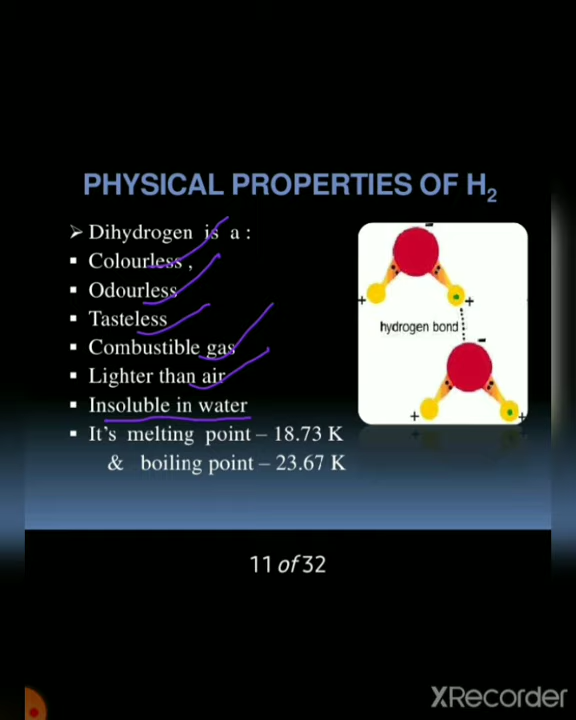 PHYSICAL PROPERTIES OF H₂
➢ Dihydrogen is a :
▪ Colourless ,
▪ Odourless
▪ Tasteless
▪ Combustible gas
▪ Lighter than air
▪ Insoluble in water
▪ It's melting point – 18.73 K
& boiling point – 23.67 K
-
+ +
hydrogen bond
-
+ +
11 of 32
XRecorder